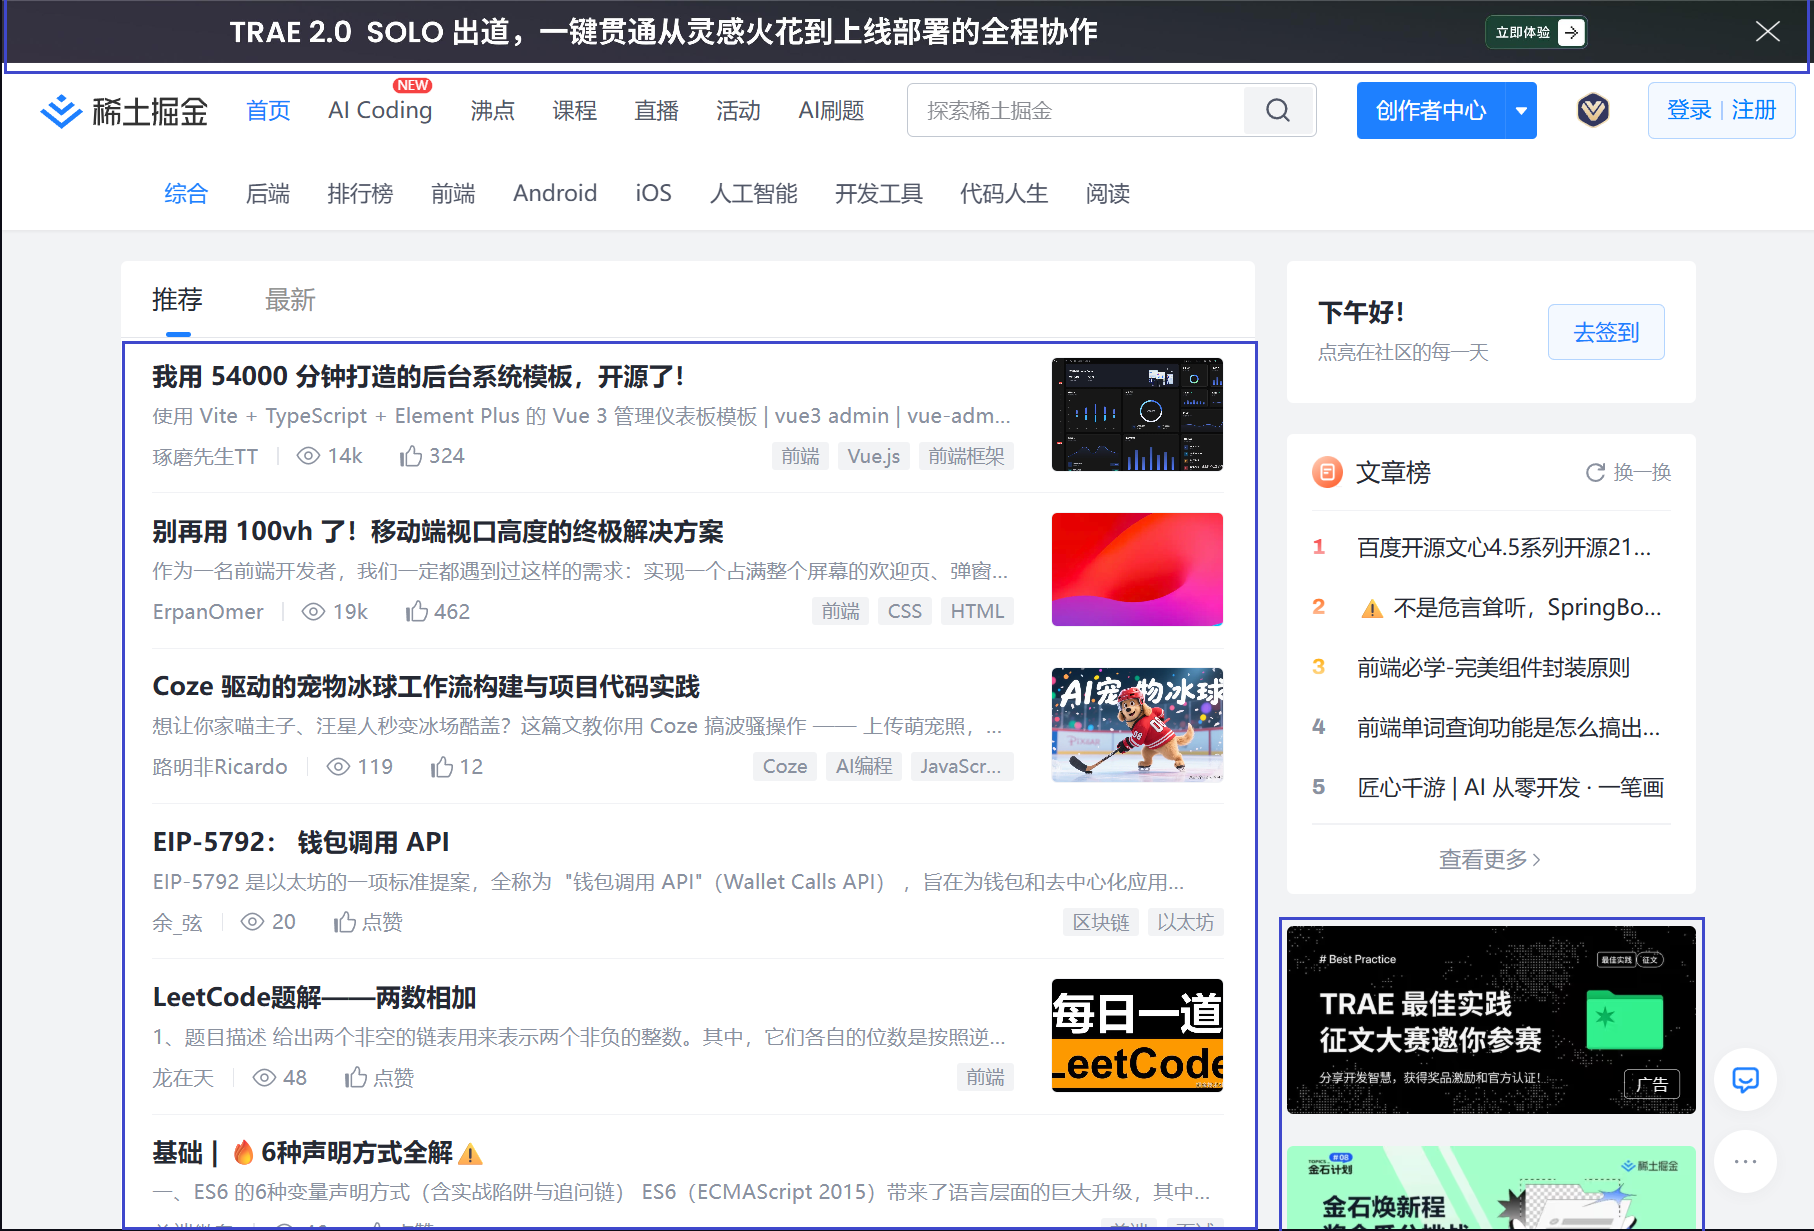 TRAE 2.0 SOLO 出道，一键贯通从灵感火花到上线部署的全程协作
立即体验
稀土掘金
首页
AI Coding
NEW
沸点
课程
直播
活动
AI刷题
探索稀土掘金
创作者中心
登录 | 注册
综合
后端
排行榜
前端
Android
iOS
人工智能
开发工具
代码人生
阅读
推荐
最新
我用 54000 分钟打造的后台系统模板，开源了！
使用 Vite + TypeScript + Element Plus 的 Vue 3 管理仪表板模板 | vue3 admin | vue-adm...
琢磨先生TT
14k
324
前端
Vue.js
前端框架
别再用 100vh 了！移动端视口高度的终极解决方案
作为一名前端开发者，我们一定都遇到过这样的需求：实现一个占满整个屏幕的欢迎页、弹窗...
ErpanOmer
19k
462
前端
CSS
HTML
Coze 驱动的宠物冰球工作流构建与项目代码实践
想让你家喵主子、汪星人秒变冰场酷盖？这篇文教你用 Coze 搞波骚操作 —— 上传萌宠照，...
路明非Ricardo
119
12
Coze
AI编程
JavaScr...
AI宠物冰球
EIP-5792： 钱包调用 API
EIP-5792 是以太坊的一项标准提案，全称为 "钱包调用 API"（Wallet Calls API），旨在为钱包和去中心化应用...
余_弦
20
点赞
区块链
以太坊
LeetCode题解——两数相加
1、题目描述 给出两个非空的链表用来表示两个非负的整数。其中，它们各自的位数是按照逆...
龙在天
48
点赞
前端
每日一道
LeetCode
基础 | 🔥 6种声明方式全解⚠️
一、ES6 的6种变量声明方式（含实战陷阱与追问链） ES6（ECMAScript 2015）带来了语言层面的巨大升级，其中...
下午好！
点亮在社区的每一天
去签到
文章榜
换一换
1 百度开源文心4.5系列开源21...
2 ⚠️ 不是危言耸听，SpringBo...
3 前端必学-完美组件封装原则
4 前端单词查询功能是怎么搞出...
5 匠心千游 | AI 从零开发 · 一笔画
查看更多
# Best Practice
最佳实践
征文
TRAE 最佳实践
征文大赛邀你参赛
分享开发智慧，获得奖品激励和官方认证！
广告
TOPICS #08
金石计划
稀土掘金
金石焕新程